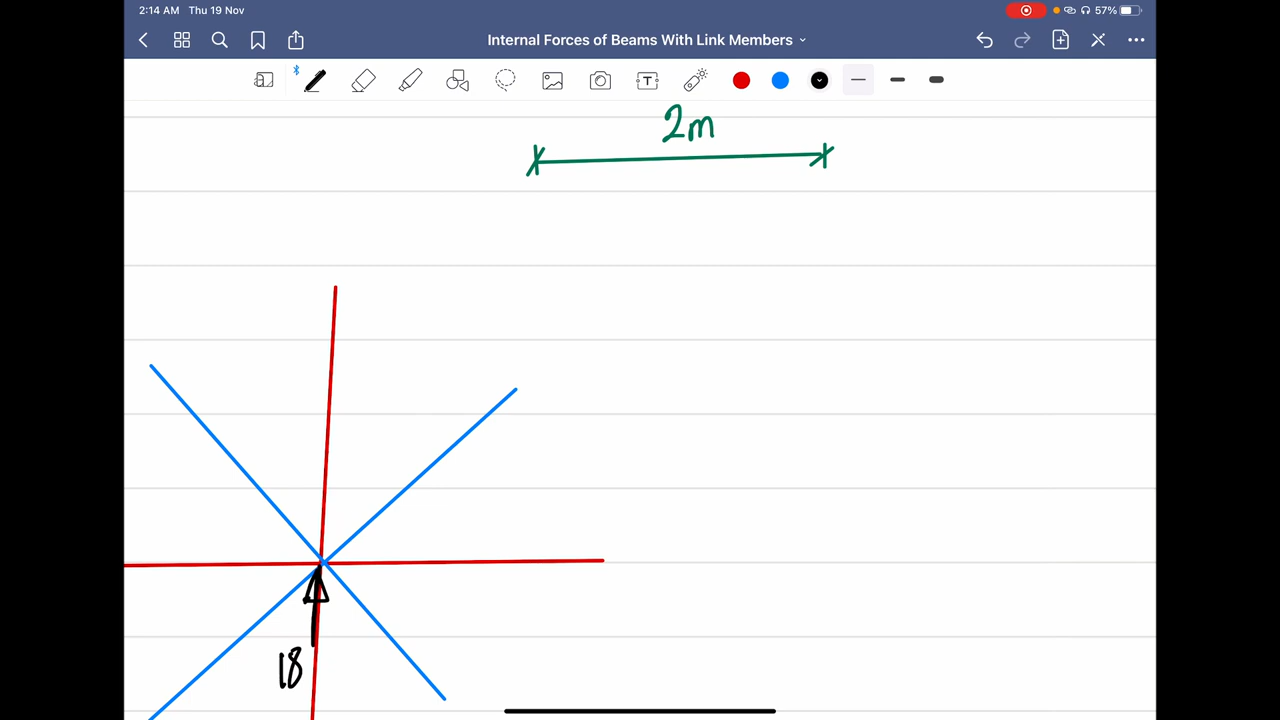 2:14 AM Thu 19 Nov
57%
Internal Forces of Beams With Link Members
T
2m
18